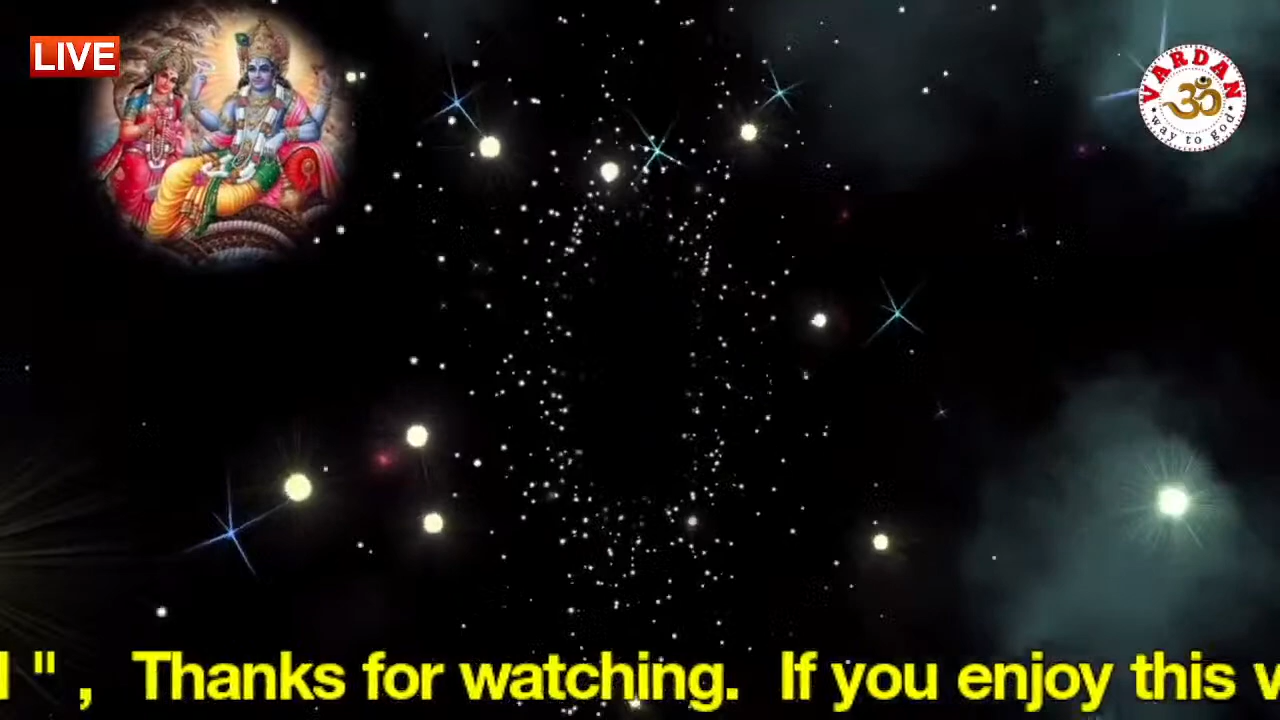 LIVE
VARDAN
ॐ
way to god
" , Thanks for watching. If you enjoy this